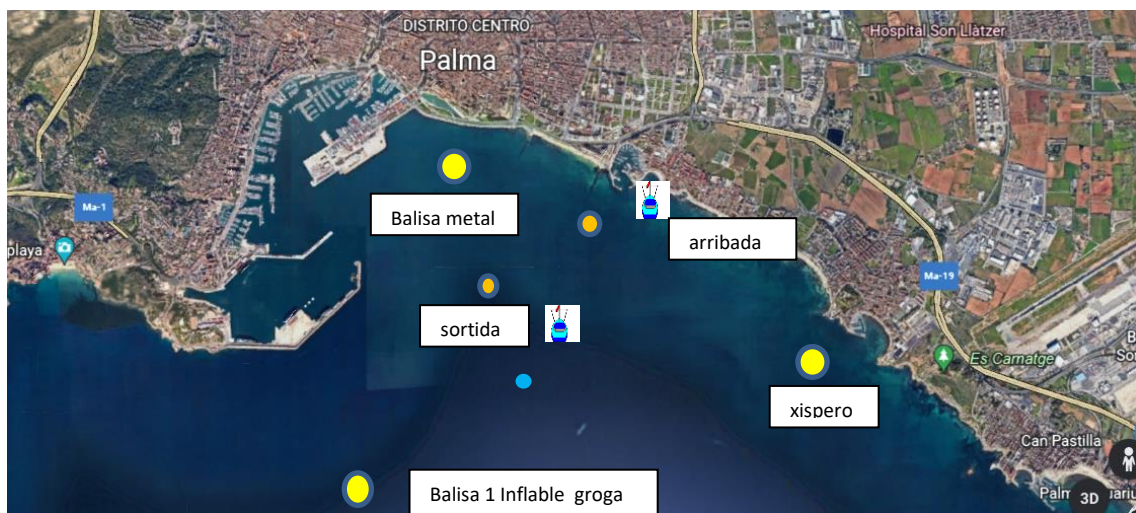 DISTRITO CENTRO
Palma
Hospital Son Llàtzer
Ma-1
playa
Balisa metal
arribada
Ma-19
sortida
Es Carnatge
xispero
Can Pastilla
Balisa 1 Inflable groga
3D